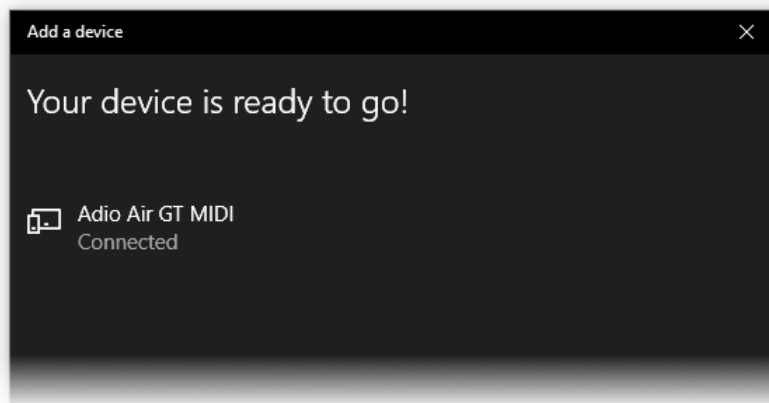 Add a device
Your device is ready to go!
Adio Air GT MIDI
Connected